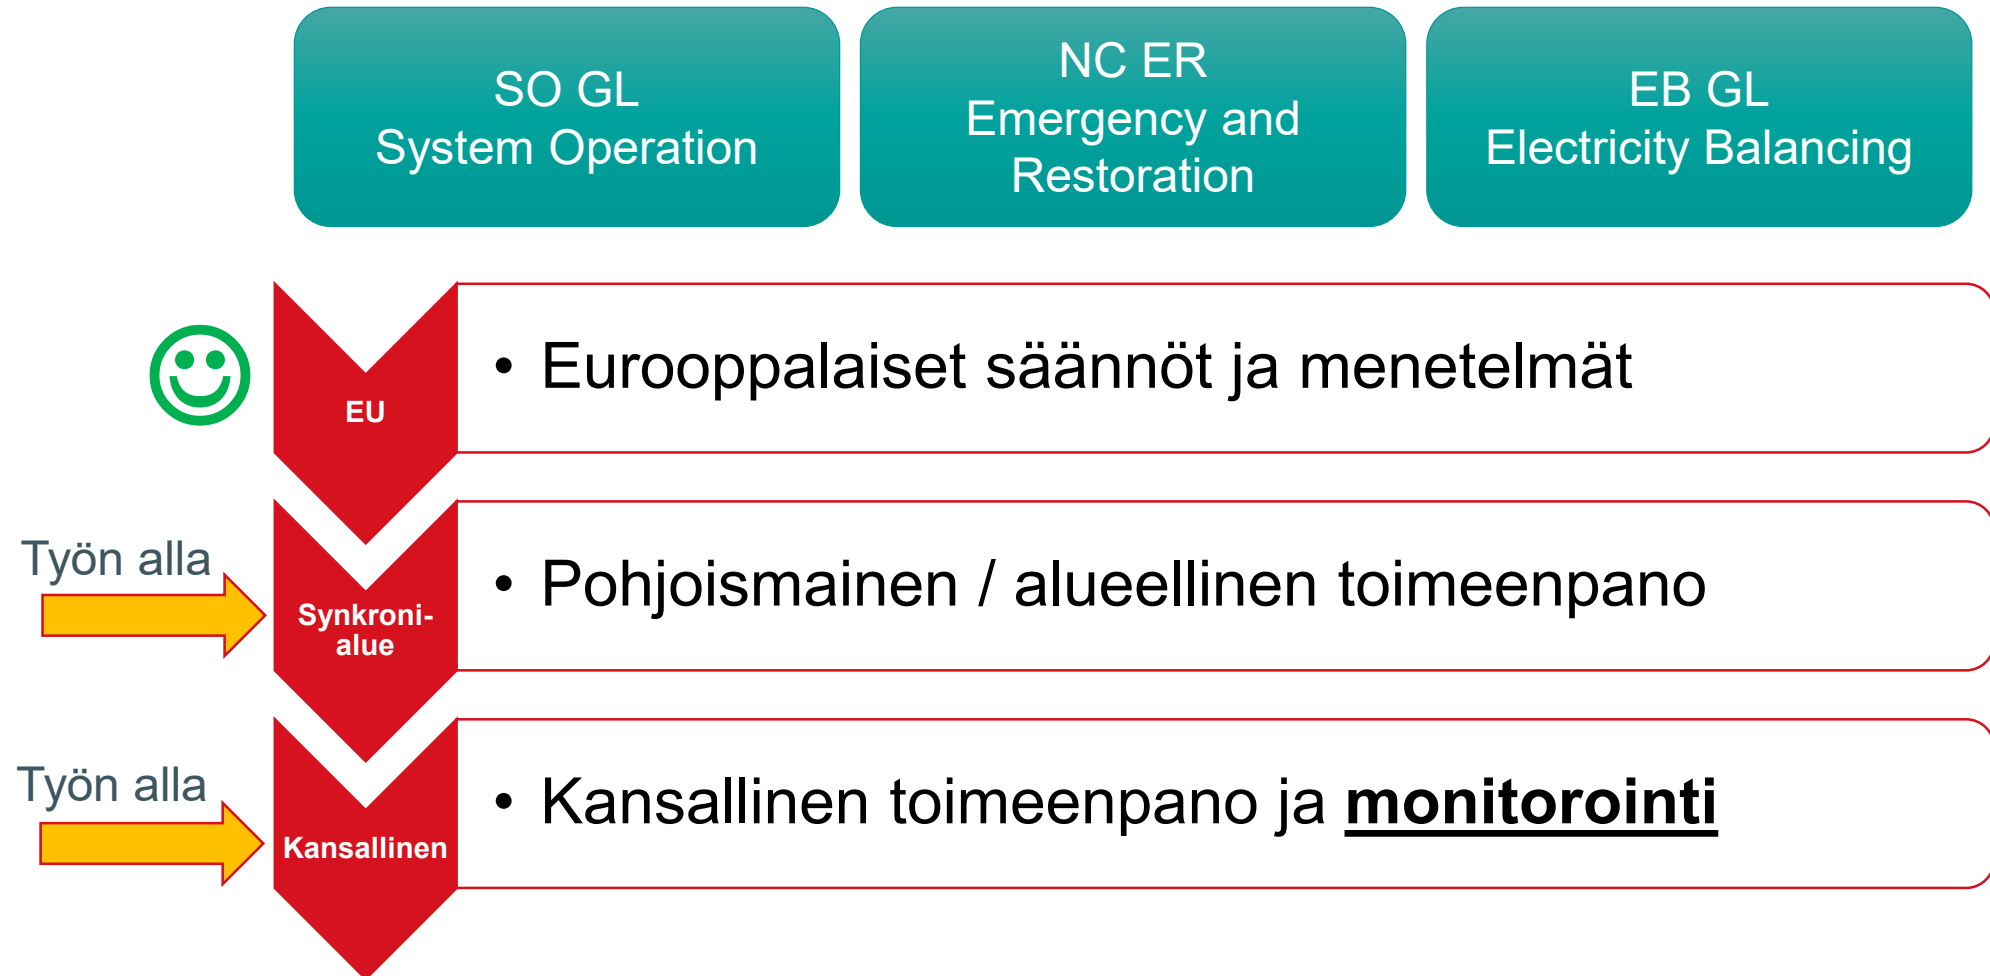 SO GL
System Operation
NC ER
Emergency and
Restoration
EB GL
Electricity Balancing
EU
• Eurooppalaiset säännöt ja menetelmät
Työn alla
Synkroni-
alue
• Pohjoismainen / alueellinen toimeenpano
Työn alla
Kansallinen
• Kansallinen toimeenpano ja monitorointi